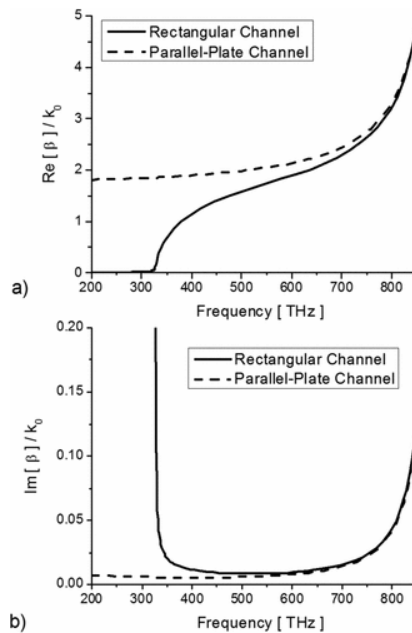 5
Rectangular Channel
Parallel-Plate Channel
4
3
2
1
0
Re [ β ] / k0
200 300 400 500 600 700 800
Frequency [ THz ]
a)
0.20
Rectangular Channel
Parallel-Plate Channel
0.15
0.10
0.05
0.00
Im [ β ] / k0
200 300 400 500 600 700 800
Frequency [ THz ]
b)